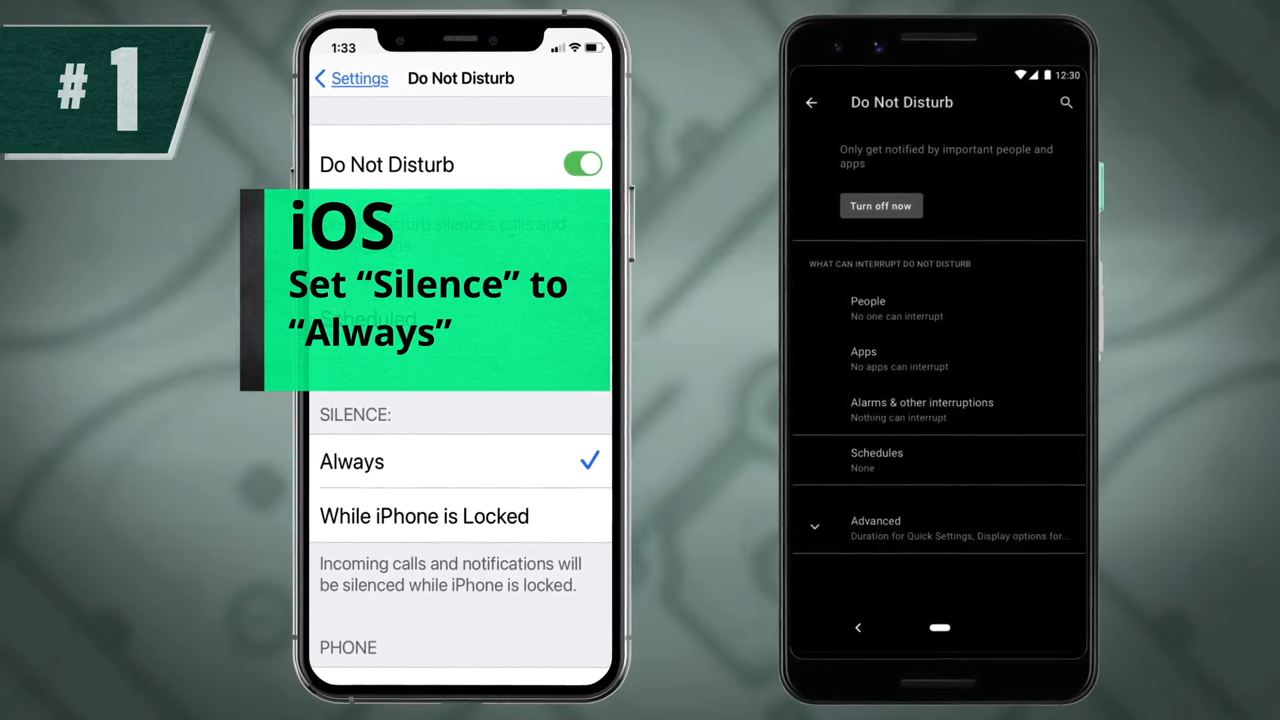 #1
1:33
Settings
Do Not Disturb
Do Not Disturb
iOS
Set “Silence” to
“Always”
Scheduled
SILENCE:
Always
While iPhone is Locked
Incoming calls and notifications will
be silenced while iPhone is locked.
PHONE
12:30
Do Not Disturb
Only get notified by important people and
apps
Turn off now
WHAT CAN INTERRUPT DO NOT DISTURB
People
No one can interrupt
Apps
No apps can interrupt
Alarms & other interruptions
Nothing can interrupt
Schedules
None
Advanced
Duration for Quick Settings, Display options for...